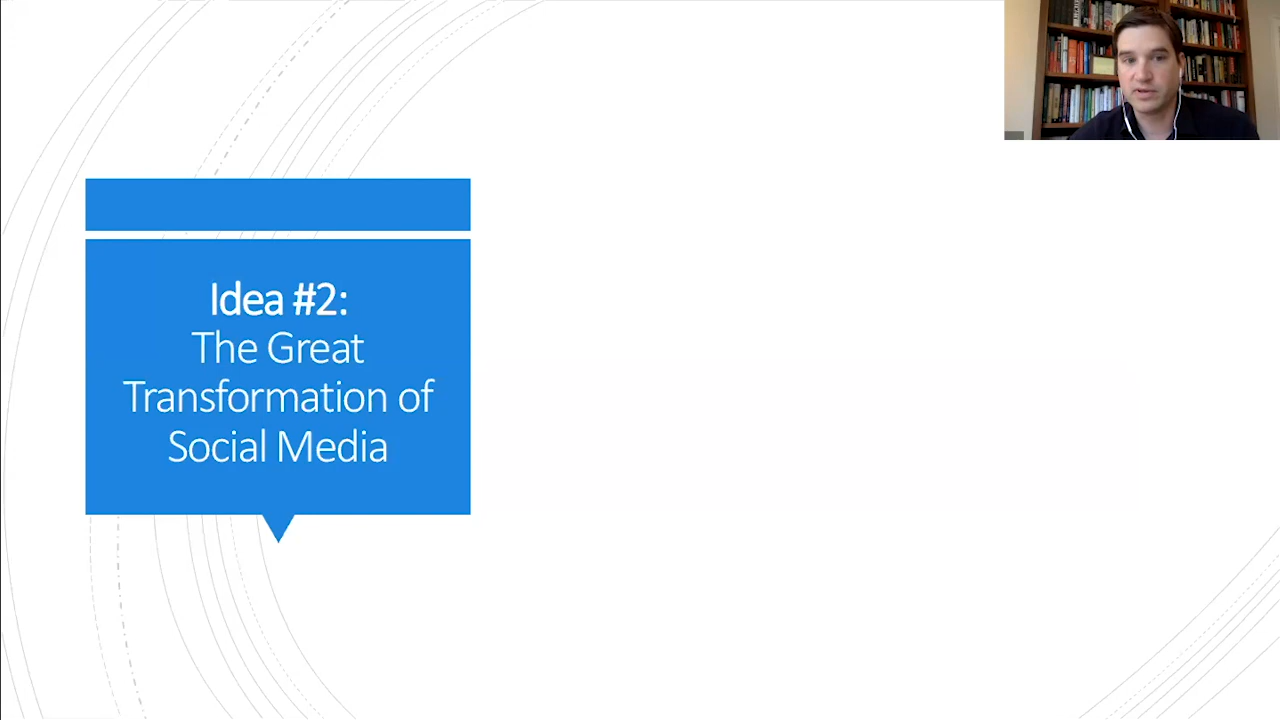 Idea #2:
The Great
Transformation of
Social Media